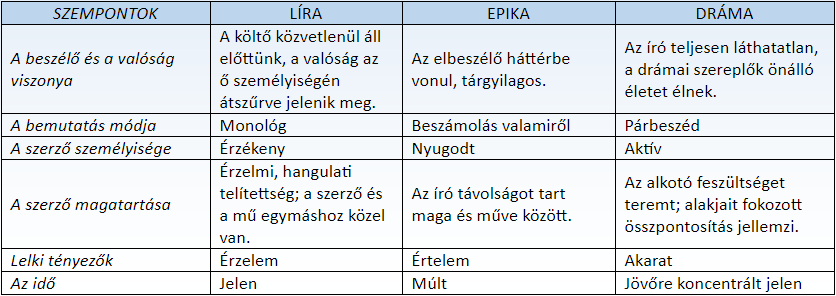 SZEMPONTOK LÍRA EPIKA DRÁMA
A beszélő és a valóság viszonya
A költő közvetlenül áll
előttünk, a valóság az
ő személyiségén
átszűrve jelenik meg.
Az elbeszélő háttérbe
vonul, tárgyilagos.
Az író teljesen láthatatlan,
a drámai szereplők önálló
életet élnek.
A bemutatás módja Monológ Beszámolás valamiről Párbeszéd
A szerző személyisége Érzékeny Nyugodt Aktív
A szerző magatartása
Érzelmi, hangulati
telítettség; a szerző és
a mű egymáshoz közel
van.
Az író távolságot tart
maga és műve között.
Az alkotó feszültséget
teremt; alakjait fokozott
összpontosítás jellemzi.
Lelki tényezők Érzelem Értelem Akarat
Az idő Jelen Múlt Jövőre koncentrált jelen